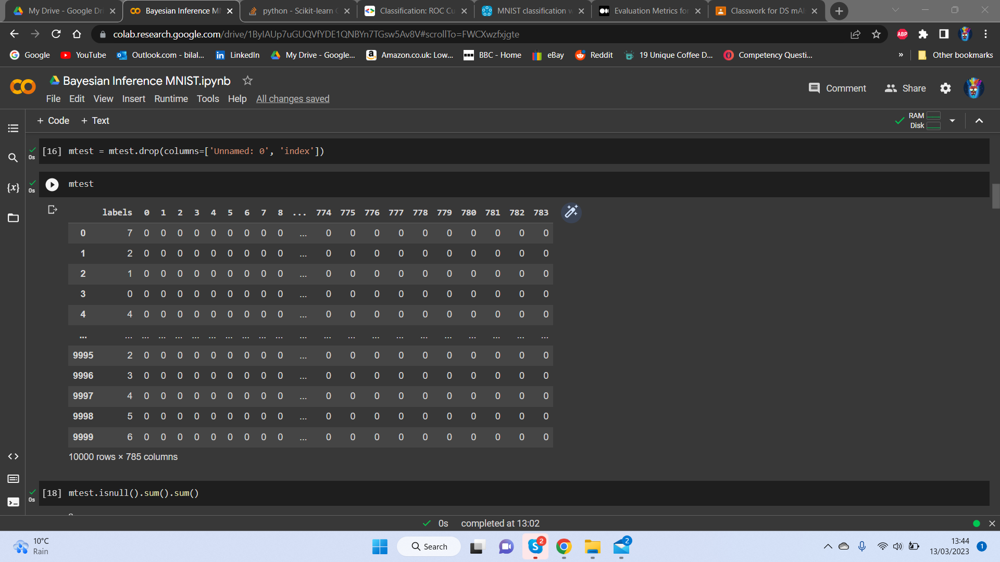 My Drive - Google Dri
Bayesian Inference MN
python - Scikit-learn C
Classification: ROC Cu
MNIST classification w
Evaluation Metrics for
Classwork for DS mAI
colab.research.google.com/drive/1BylAUp7uGUQVfYDE1QNBYn7TGsw5Av8V#scrollTo=FWCXwzfxjgte
ABP
Google YouTube Outlook.com - bilal... LinkedIn My Drive - Google... Amazon.co.uk: Low... BBC - Home eBay Reddit 19 Unique Coffee D... Competency Questi... » Other bookmarks
Bayesian Inference MNIST.ipynb
Comment Share
File Edit View Insert Runtime Tools Help All changes saved
+ Code + Text
RAM
Disk
[16] mtest = mtest.drop(columns=['Unnamed: 0', 'index'])
0s
mtest
0s
{x}
labels 0 1 2 3 4 5 6 7 8 ... 774 775 776 777 778 779 780 781 782 783
0 7 0 0 0 0 0 0 0 0 0 ... 0 0 0 0 0 0 0 0 0 0
1 2 0 0 0 0 0 0 0 0 0 ... 0 0 0 0 0 0 0 0 0 0
2 1 0 0 0 0 0 0 0 0 0 ... 0 0 0 0 0 0 0 0 0 0
3 0 0 0 0 0 0 0 0 0 0 ... 0 0 0 0 0 0 0 0 0 0
4 4 0 0 0 0 0 0 0 0 0 ... 0 0 0 0 0 0 0 0 0 0
... ... ... ... ... ... ... ... ... ... ... ... ... ... ... ... ... ... ... ... ... ...
9995 2 0 0 0 0 0 0 0 0 0 ... 0 0 0 0 0 0 0 0 0 0
9996 3 0 0 0 0 0 0 0 0 0 ... 0 0 0 0 0 0 0 0 0 0
9997 4 0 0 0 0 0 0 0 0 0 ... 0 0 0 0 0 0 0 0 0 0
9998 5 0 0 0 0 0 0 0 0 0 ... 0 0 0 0 0 0 0 0 0 0
9999 6 0 0 0 0 0 0 0 0 0 ... 0 0 0 0 0 0 0 0 0 0
10000 rows × 785 columns
[18] mtest.isnull().sum().sum()
0s
0s completed at 13:02
10°C
Rain
Search
2
2
13:44
13/03/2023
1